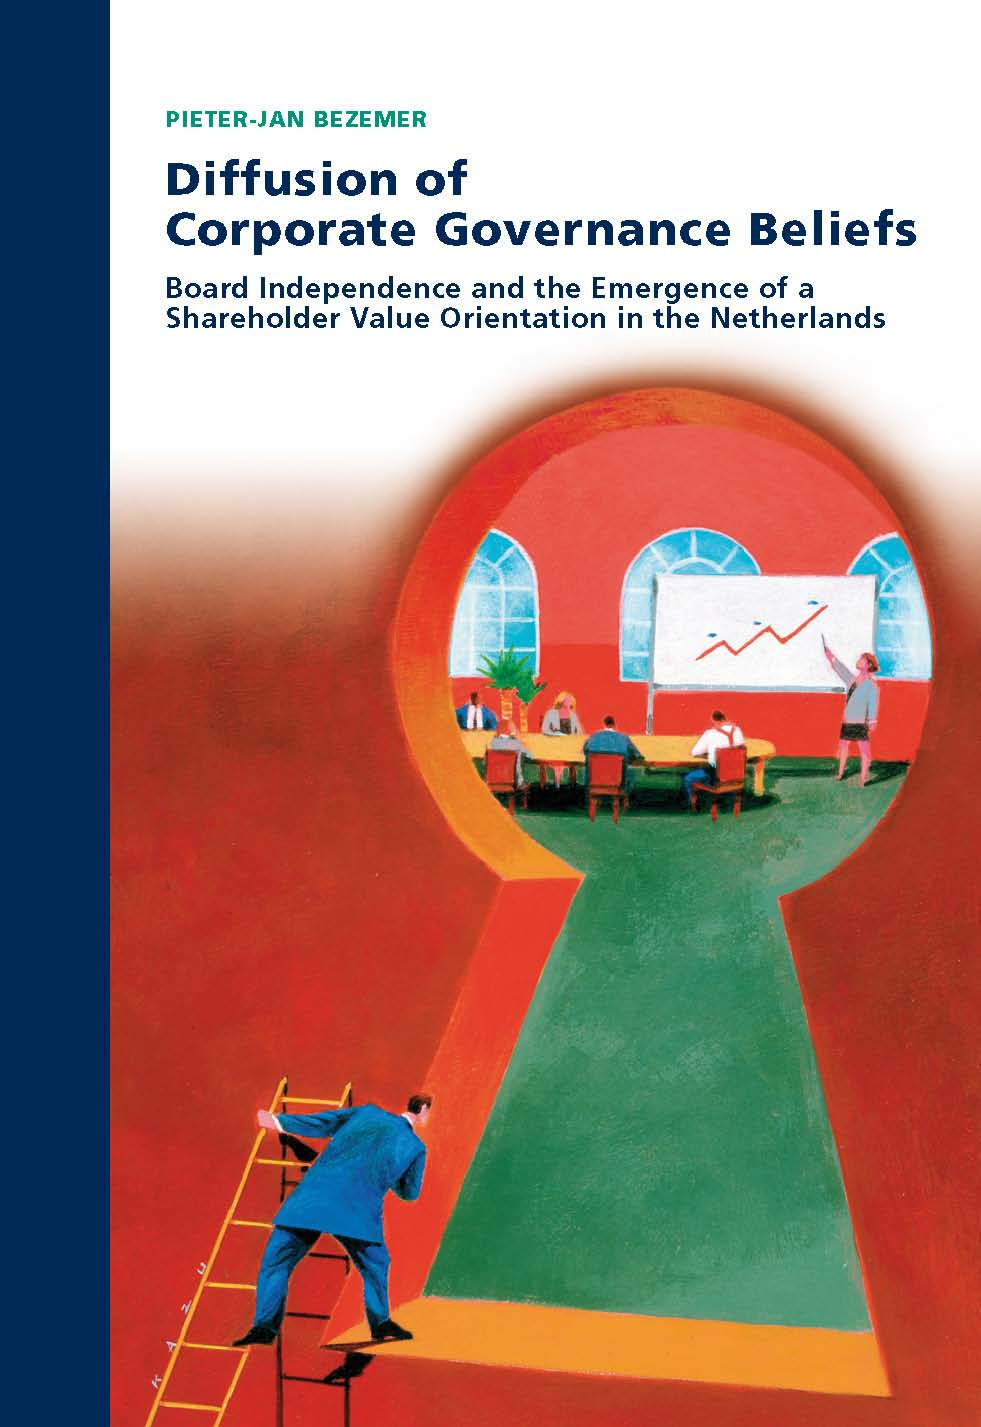 PIETER-JAN BEZEMER
Diffusion of
Corporate Governance Beliefs
Board Independence and the Emergence of a
Shareholder Value Orientation in the Netherlands
KAZU